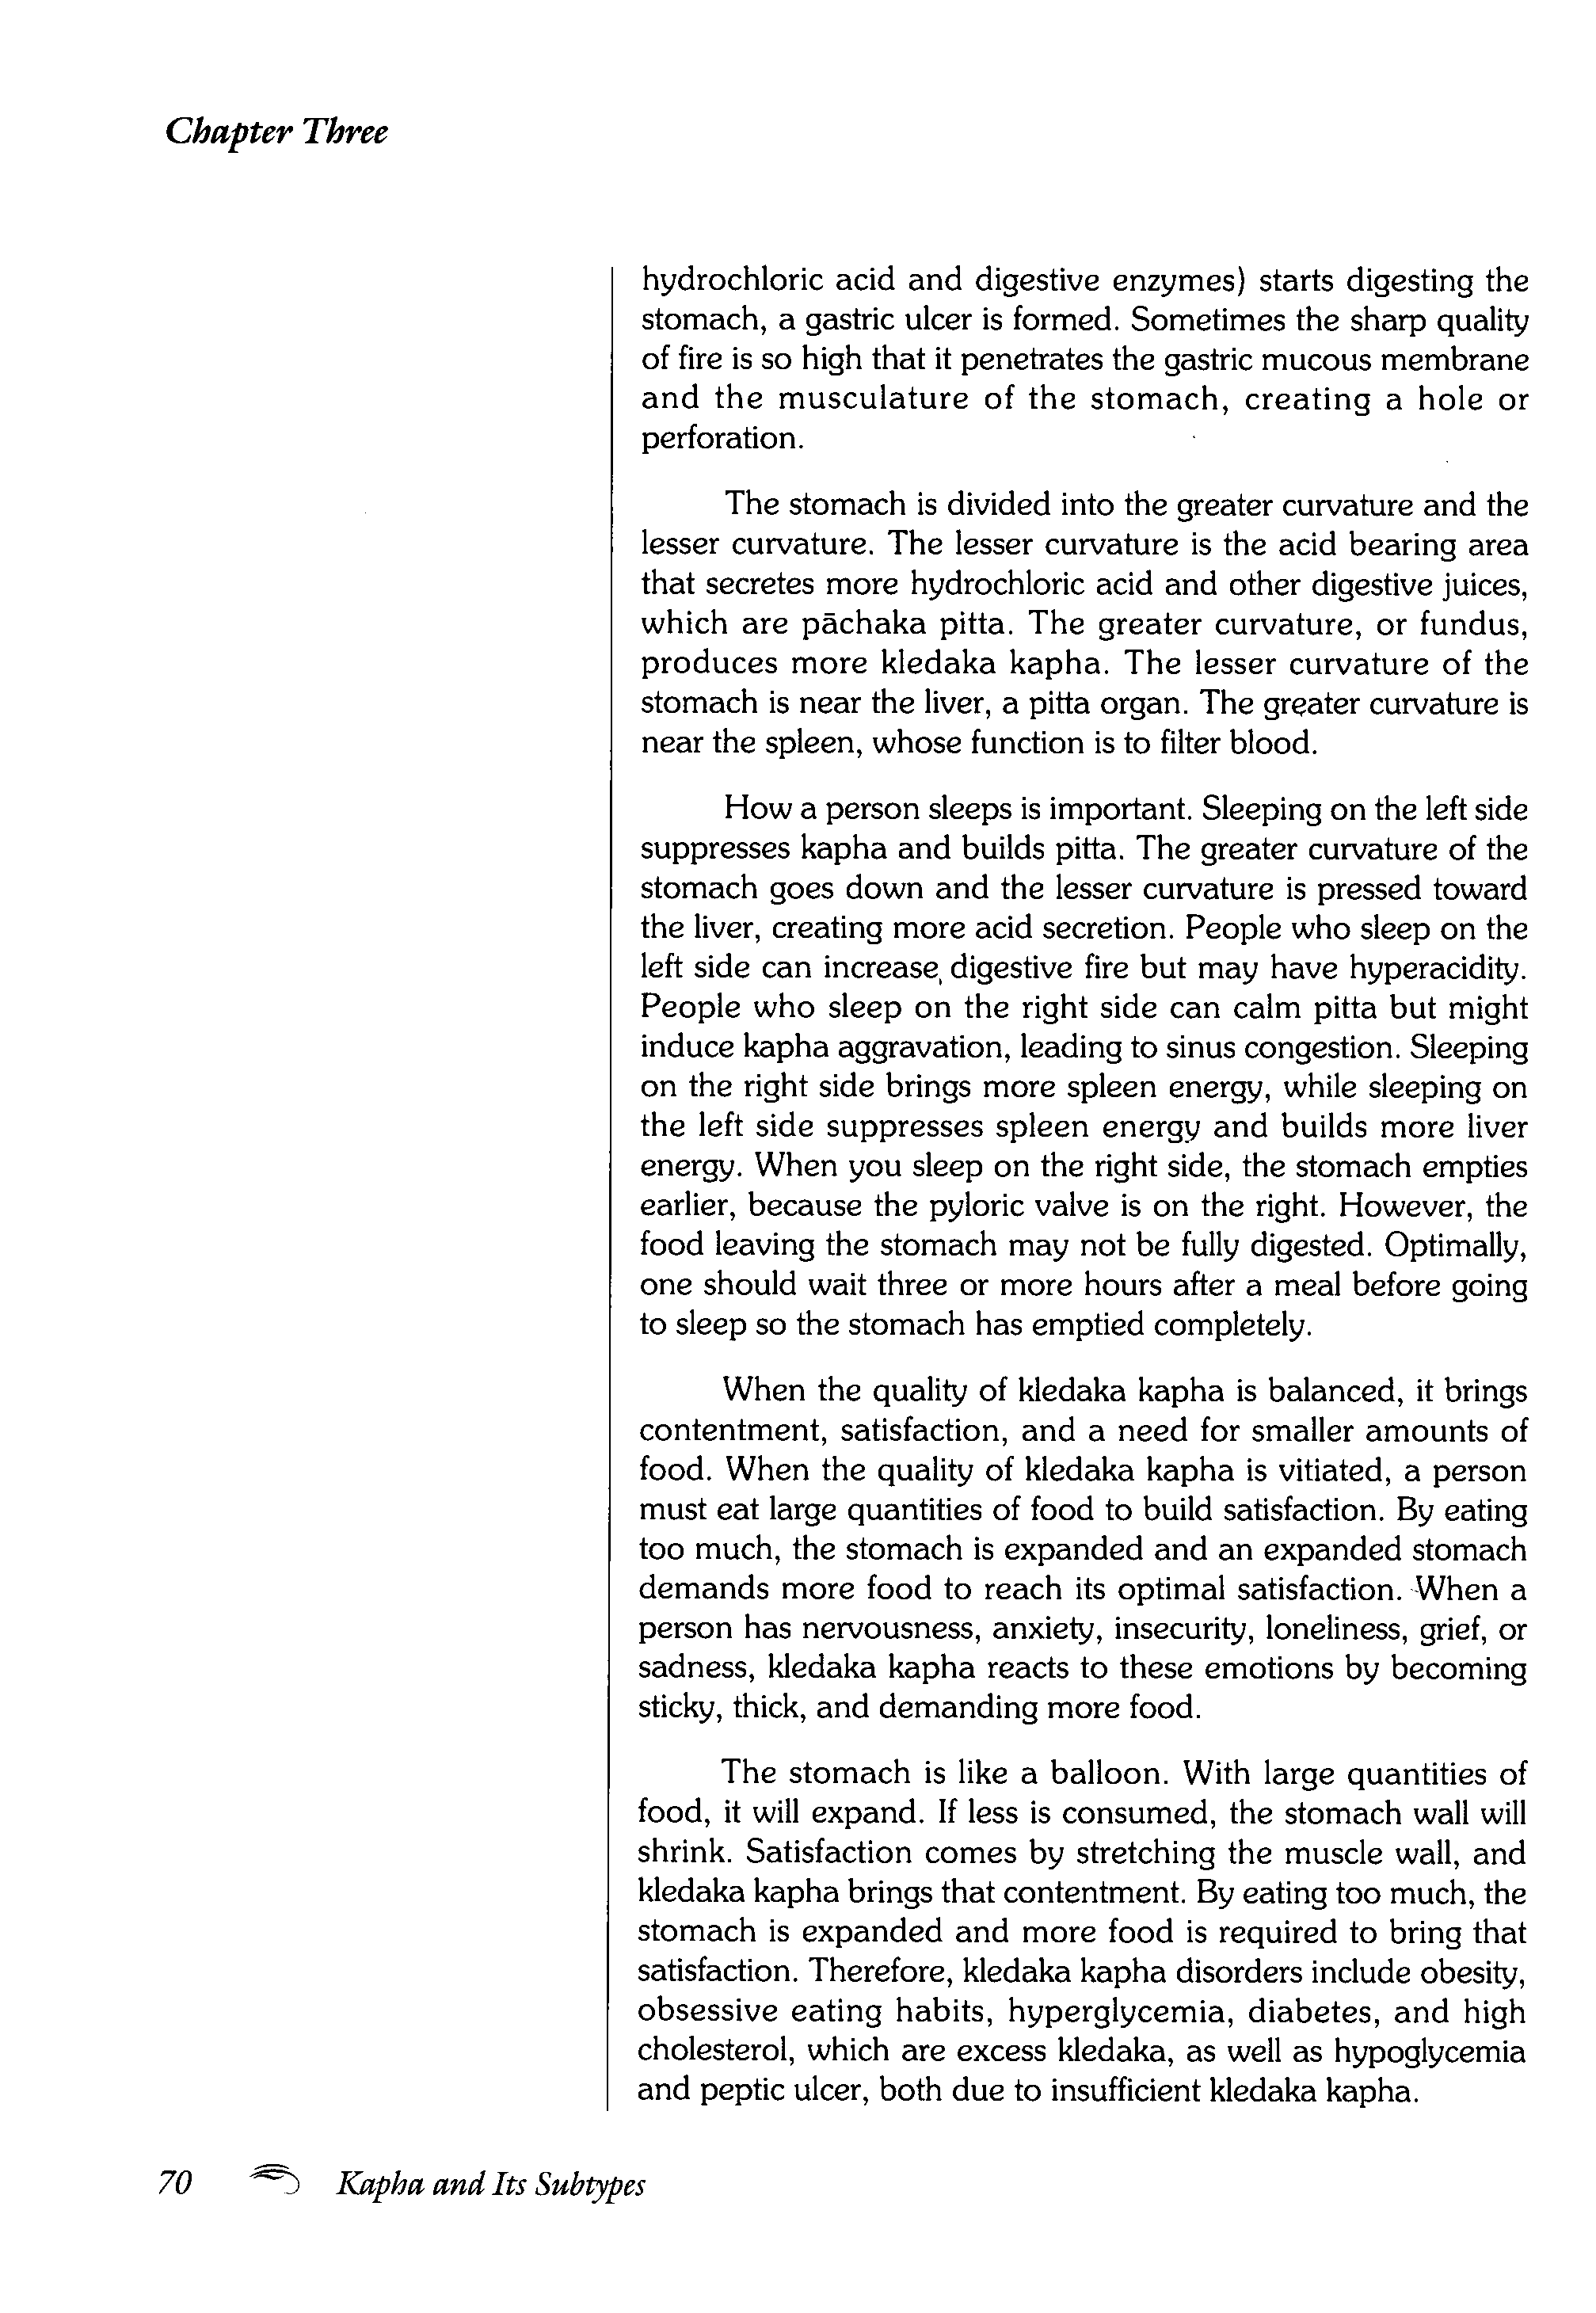 Chapter Three
hydrochloric acid and digestive enzymes) starts digesting the
stomach, a gastric ulcer is formed. Sometimes the sharp quality
of fire is so high that it penetrates the gastric mucous membrane
and the musculature of the stomach, creating a hole or
perforation.
The stomach is divided into the greater curvature and the
lesser curvature. The lesser curvature is the acid bearing area
that secretes more hydrochloric acid and other digestive juices,
which are pāchaka pitta. The greater curvature, or fundus,
produces more kledaka kapha. The lesser curvature of the
stomach is near the liver, a pitta organ. The greater curvature is
near the spleen, whose function is to filter blood.
How a person sleeps is important. Sleeping on the left side
suppresses kapha and builds pitta. The greater curvature of the
stomach goes down and the lesser curvature is pressed toward
the liver, creating more acid secretion. People who sleep on the
left side can increase digestive fire but may have hyperacidity.
People who sleep on the right side can calm pitta but might
induce kapha aggravation, leading to sinus congestion. Sleeping
on the right side brings more spleen energy, while sleeping on
the left side suppresses spleen energy and builds more liver
energy. When you sleep on the right side, the stomach empties
earlier, because the pyloric valve is on the right. However, the
food leaving the stomach may not be fully digested. Optimally,
one should wait three or more hours after a meal before going
to sleep so the stomach has emptied completely.
When the quality of kledaka kapha is balanced, it brings
contentment, satisfaction, and a need for smaller amounts of
food. When the quality of kledaka kapha is vitiated, a person
must eat large quantities of food to build satisfaction. By eating
too much, the stomach is expanded and an expanded stomach
demands more food to reach its optimal satisfaction. When a
person has nervousness, anxiety, insecurity, loneliness, grief, or
sadness, kledaka kapha reacts to these emotions by becoming
sticky, thick, and demanding more food.
The stomach is like a balloon. With large quantities of
food, it will expand. If less is consumed, the stomach wall will
shrink. Satisfaction comes by stretching the muscle wall, and
kledaka kapha brings that contentment. By eating too much, the
stomach is expanded and more food is required to bring that
satisfaction. Therefore, kledaka kapha disorders include obesity,
obsessive eating habits, hyperglycemia, diabetes, and high
cholesterol, which are excess kledaka, as well as hypoglycemia
and peptic ulcer, both due to insufficient kledaka kapha.
70 Kapha and Its Subtypes